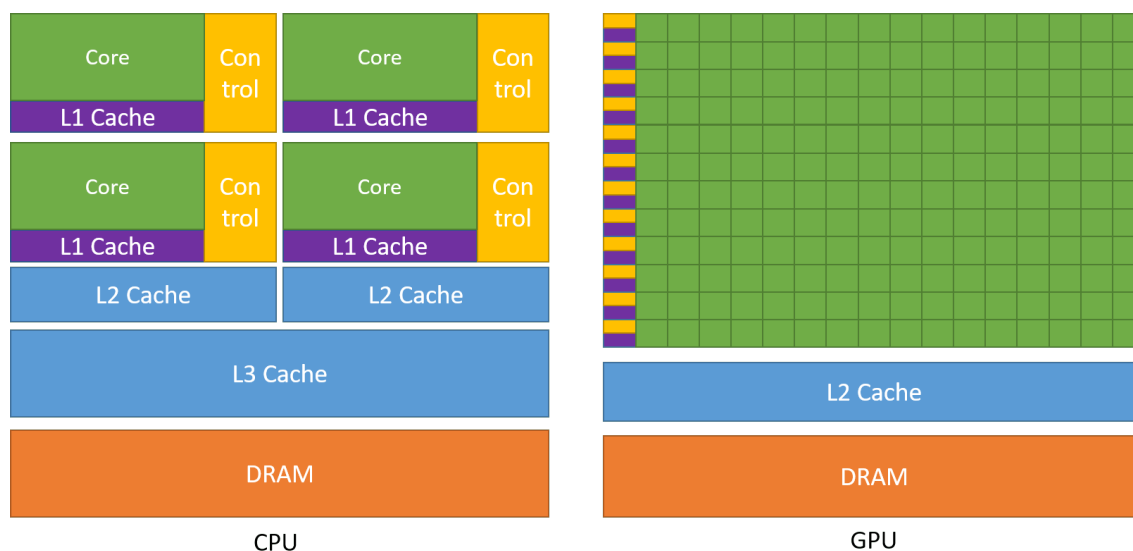 Core
Con
trol
L1 Cache
Core
Con
trol
L1 Cache
Core
Con
trol
L1 Cache
Core
Con
trol
L1 Cache
L2 Cache
L2 Cache
L3 Cache
DRAM
CPU
L2 Cache
DRAM
GPU